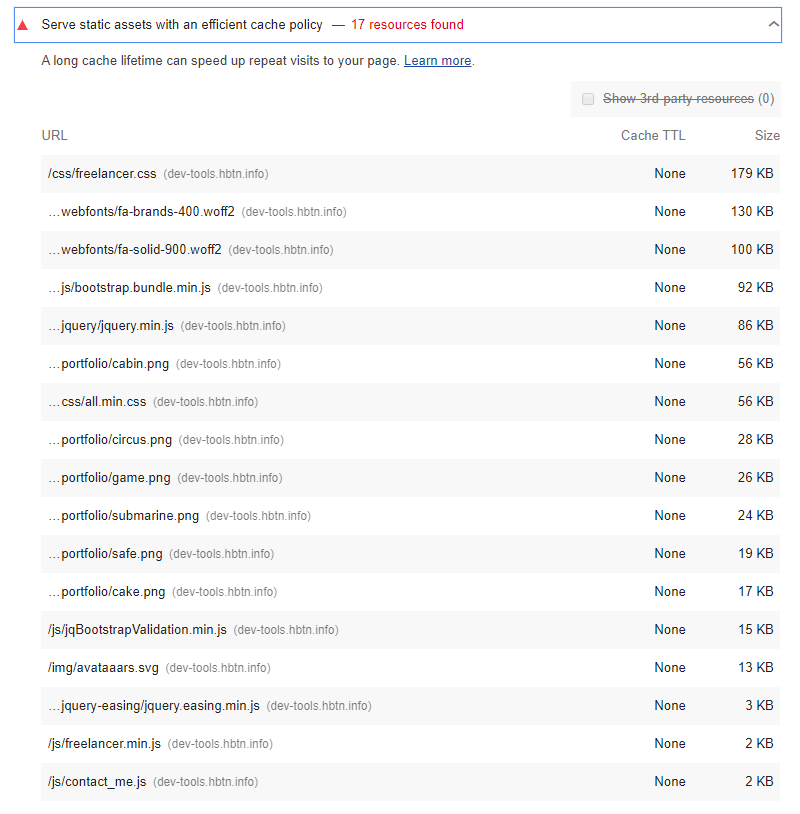 Serve static assets with an efficient cache policy — 17 resources found
A long cache lifetime can speed up repeat visits to your page. Learn more.
Show 3rd-party resources (0)
URL Cache TTL Size
/css/freelancer.css (dev-tools.hbtn.info) None 179 KB
…webfonts/fa-brands-400.woff2 (dev-tools.hbtn.info) None 130 KB
…webfonts/fa-solid-900.woff2 (dev-tools.hbtn.info) None 100 KB
…js/bootstrap.bundle.min.js (dev-tools.hbtn.info) None 92 KB
…jquery/jquery.min.js (dev-tools.hbtn.info) None 86 KB
…portfolio/cabin.png (dev-tools.hbtn.info) None 56 KB
…css/all.min.css (dev-tools.hbtn.info) None 56 KB
…portfolio/circus.png (dev-tools.hbtn.info) None 28 KB
…portfolio/game.png (dev-tools.hbtn.info) None 26 KB
…portfolio/submarine.png (dev-tools.hbtn.info) None 24 KB
…portfolio/safe.png (dev-tools.hbtn.info) None 19 KB
…portfolio/cake.png (dev-tools.hbtn.info) None 17 KB
/js/jqBootstrapValidation.min.js (dev-tools.hbtn.info) None 15 KB
/img/avataaars.svg (dev-tools.hbtn.info) None 13 KB
…jquery-easing/jquery.easing.min.js (dev-tools.hbtn.info) None 3 KB
/js/freelancer.min.js (dev-tools.hbtn.info) None 2 KB
/js/contact_me.js (dev-tools.hbtn.info) None 2 KB